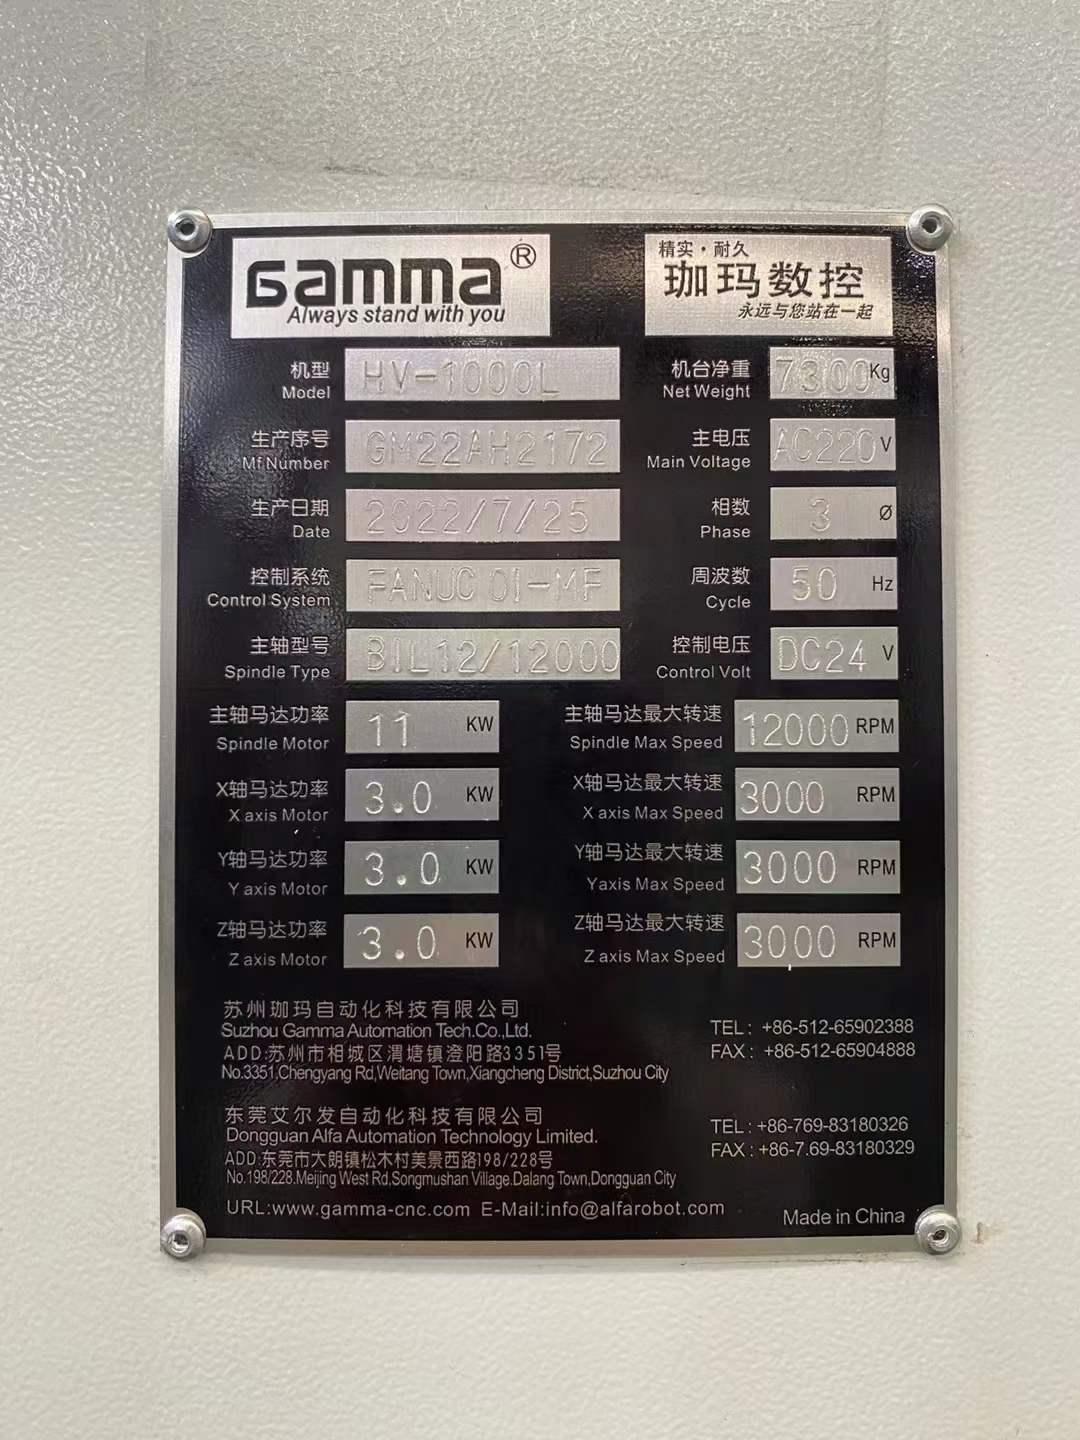 Gamma®
Always stand with you
精实·耐久
珈玛数控
永远与您站在一起
机型 HV-1000L 机台净重 7300Kg
Model Net Weight
生产序号 GM22AH2172 主电压 AC220V
Mf Number Main Voltage
生产日期 2022/7/25 相数 3 Ø
Date Phase
控制系统 FANUC OI-MF 周波数 50 Hz
Control System Cycle
主轴型号 BIL12/12000 控制电压 DC24 V
Spindle Type Control Volt
主轴马达功率 11 KW 主轴马达最大转速 12000 RPM
Spindle Motor Spindle Max Speed
X轴马达功率 3.0 KW X轴马达最大转速 3000 RPM
X axis Motor X axis Max Speed
Y轴马达功率 3.0 KW Y轴马达最大转速 3000 RPM
Y axis Motor Yaxis Max Speed
Z轴马达功率 3.0 KW Z轴马达最大转速 3000 RPM
Z axis Motor Z axis Max Speed
苏州珈玛自动化科技有限公司
Suzhou Gamma Automation Tech.Co.,Ltd. TEL: +86-512-65902388
ADD:苏州市相城区渭塘镇澄阳路3351号 FAX: +86-512-65904888
No.3351,Chengyang Rd,Weitang Town,Xiangcheng District,Suzhou City
东莞艾尔发自动化科技有限公司
Dongguan Alfa Automation Technology Limited. TEL: +86-769-83180326
ADD:东莞市大朗镇松木村美景西路198/228号 FAX: +86-7.69-83180329
No.198/228.Meijing West Rd,Songmushan Village.Dalang Town,Dongguan City
URL:www.gamma-cnc.com E-Mail:info@alfarobot.com
Made in China